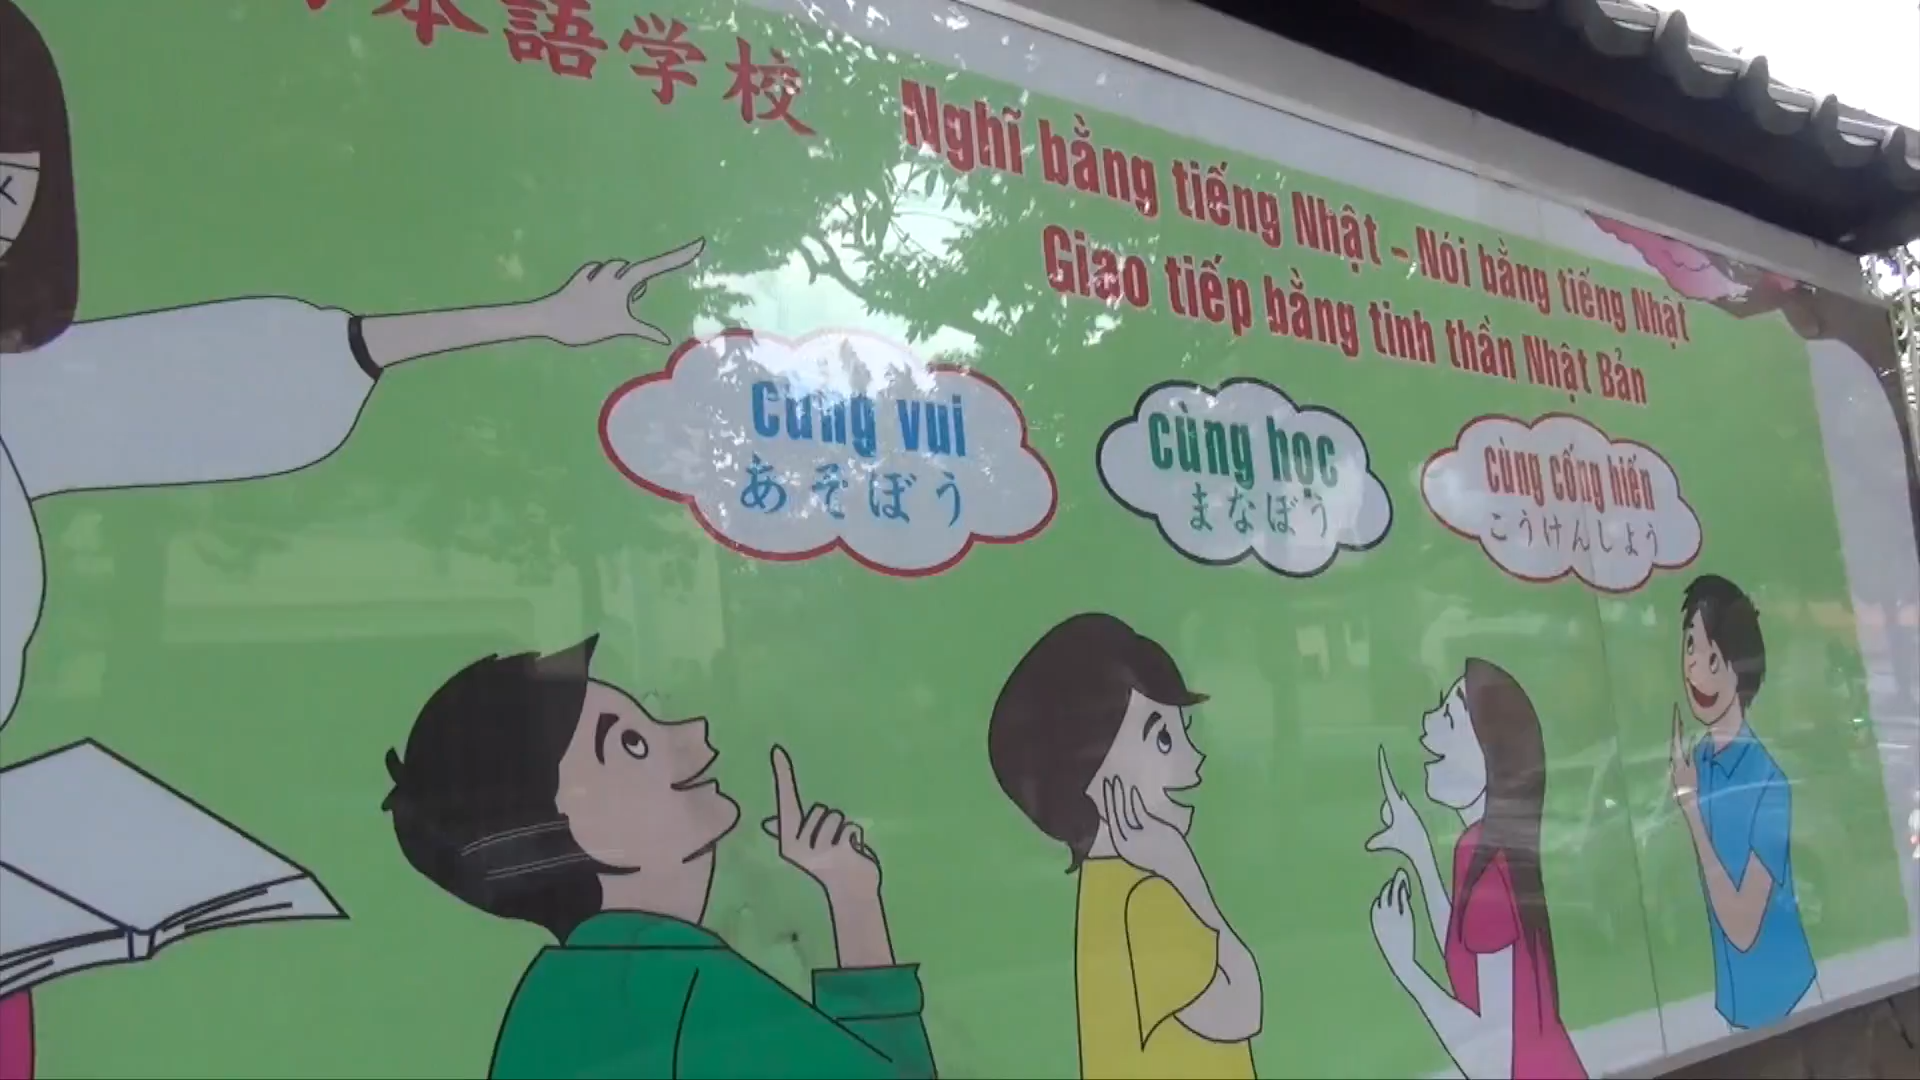 本語学校
Nghĩ bằng tiếng Nhật - Nói bằng tiếng Nhật
Giao tiếp bằng tinh thần Nhật Bản
cùng vui
あそぼう
cùng học
まなぼう
cùng cống hiến
こうけんしよう